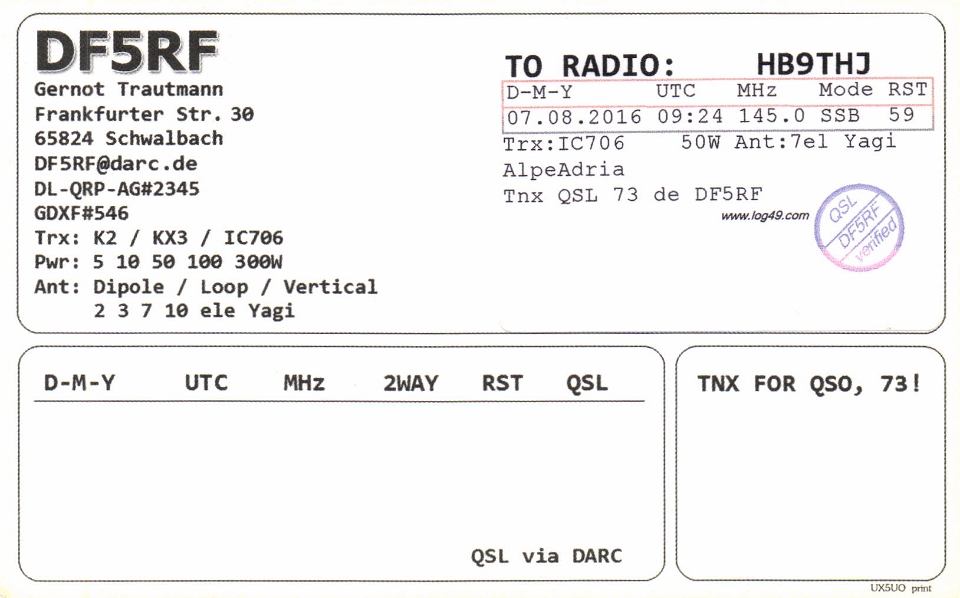 DF5RF
Gernot Trautmann
Frankfurter Str. 30
65824 Schwalbach
DF5RF@darc.de
DL-QRP-AG#2345
GDXF#546
Trx: K2 / KX3 / IC706
Pwr: 5 10 50 100 300W
Ant: Dipole / Loop / Vertical
2 3 7 10 ele Yagi
TO RADIO: HB9THJ
D-M-Y UTC MHz Mode RST
07.08.2016 09:24 145.0 SSB 59
Trx:IC706 50W Ant:7el Yagi
AlpeAdria
Tnx QSL 73 de DF5RF
www.log49.com
QSL
DF5RF
verified
D-M-Y UTC MHz 2WAY RST QSL
QSL via DARC
TNX FOR QSO, 73!
UX5UO print